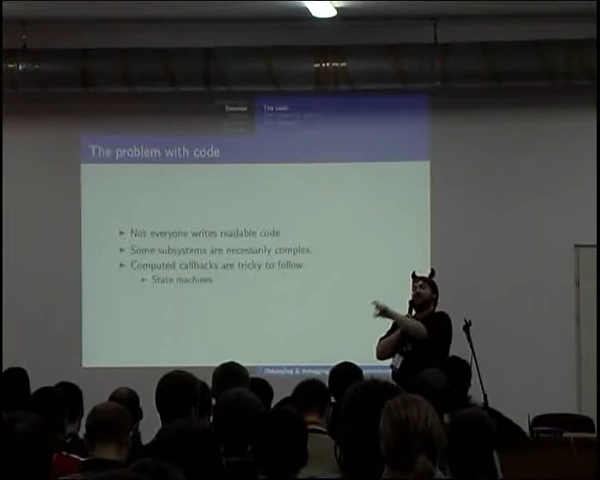 The problem with code
Not everyone writes readable code
Some subsystems are necessarily complex.
Computed callbacks are tricky to follow
State machines
Debugging &